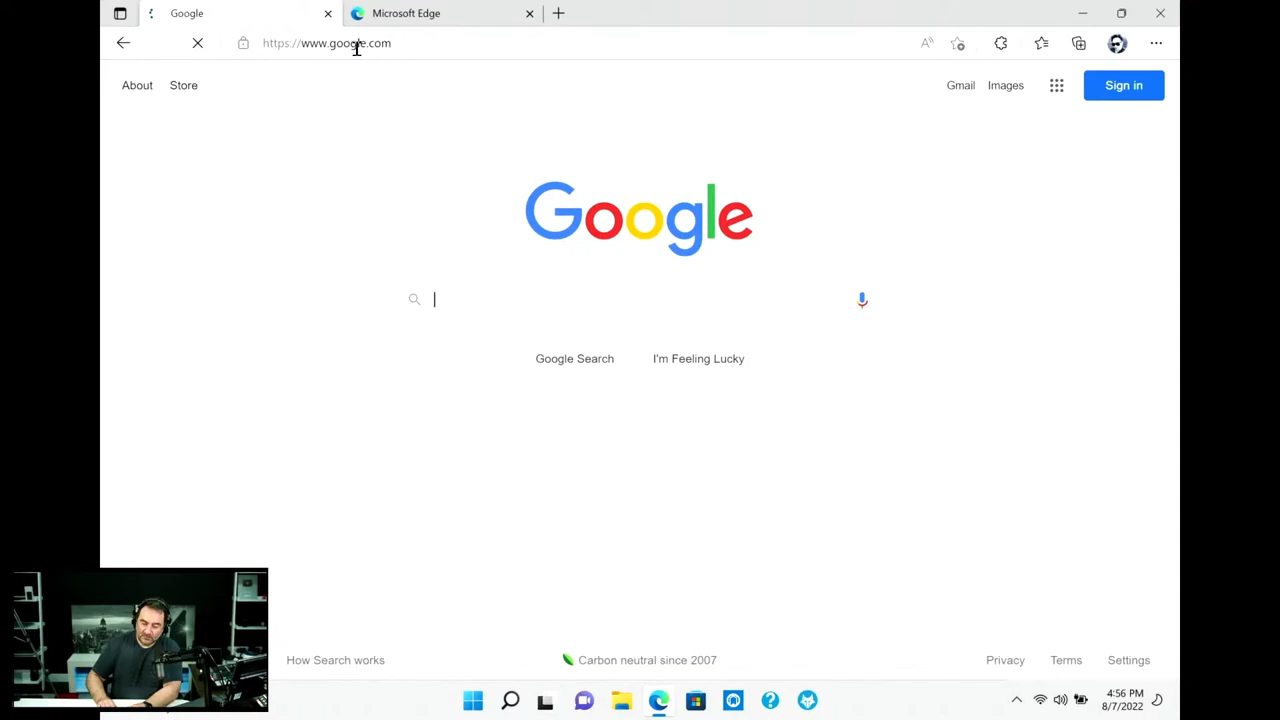 Google
Microsoft Edge
https://www.google.com
About
Store
Gmail
Images
Sign in
Google
Google Search
I'm Feeling Lucky
How Search works
Carbon neutral since 2007
Privacy
Terms
Settings
4:56 PM
8/7/2022